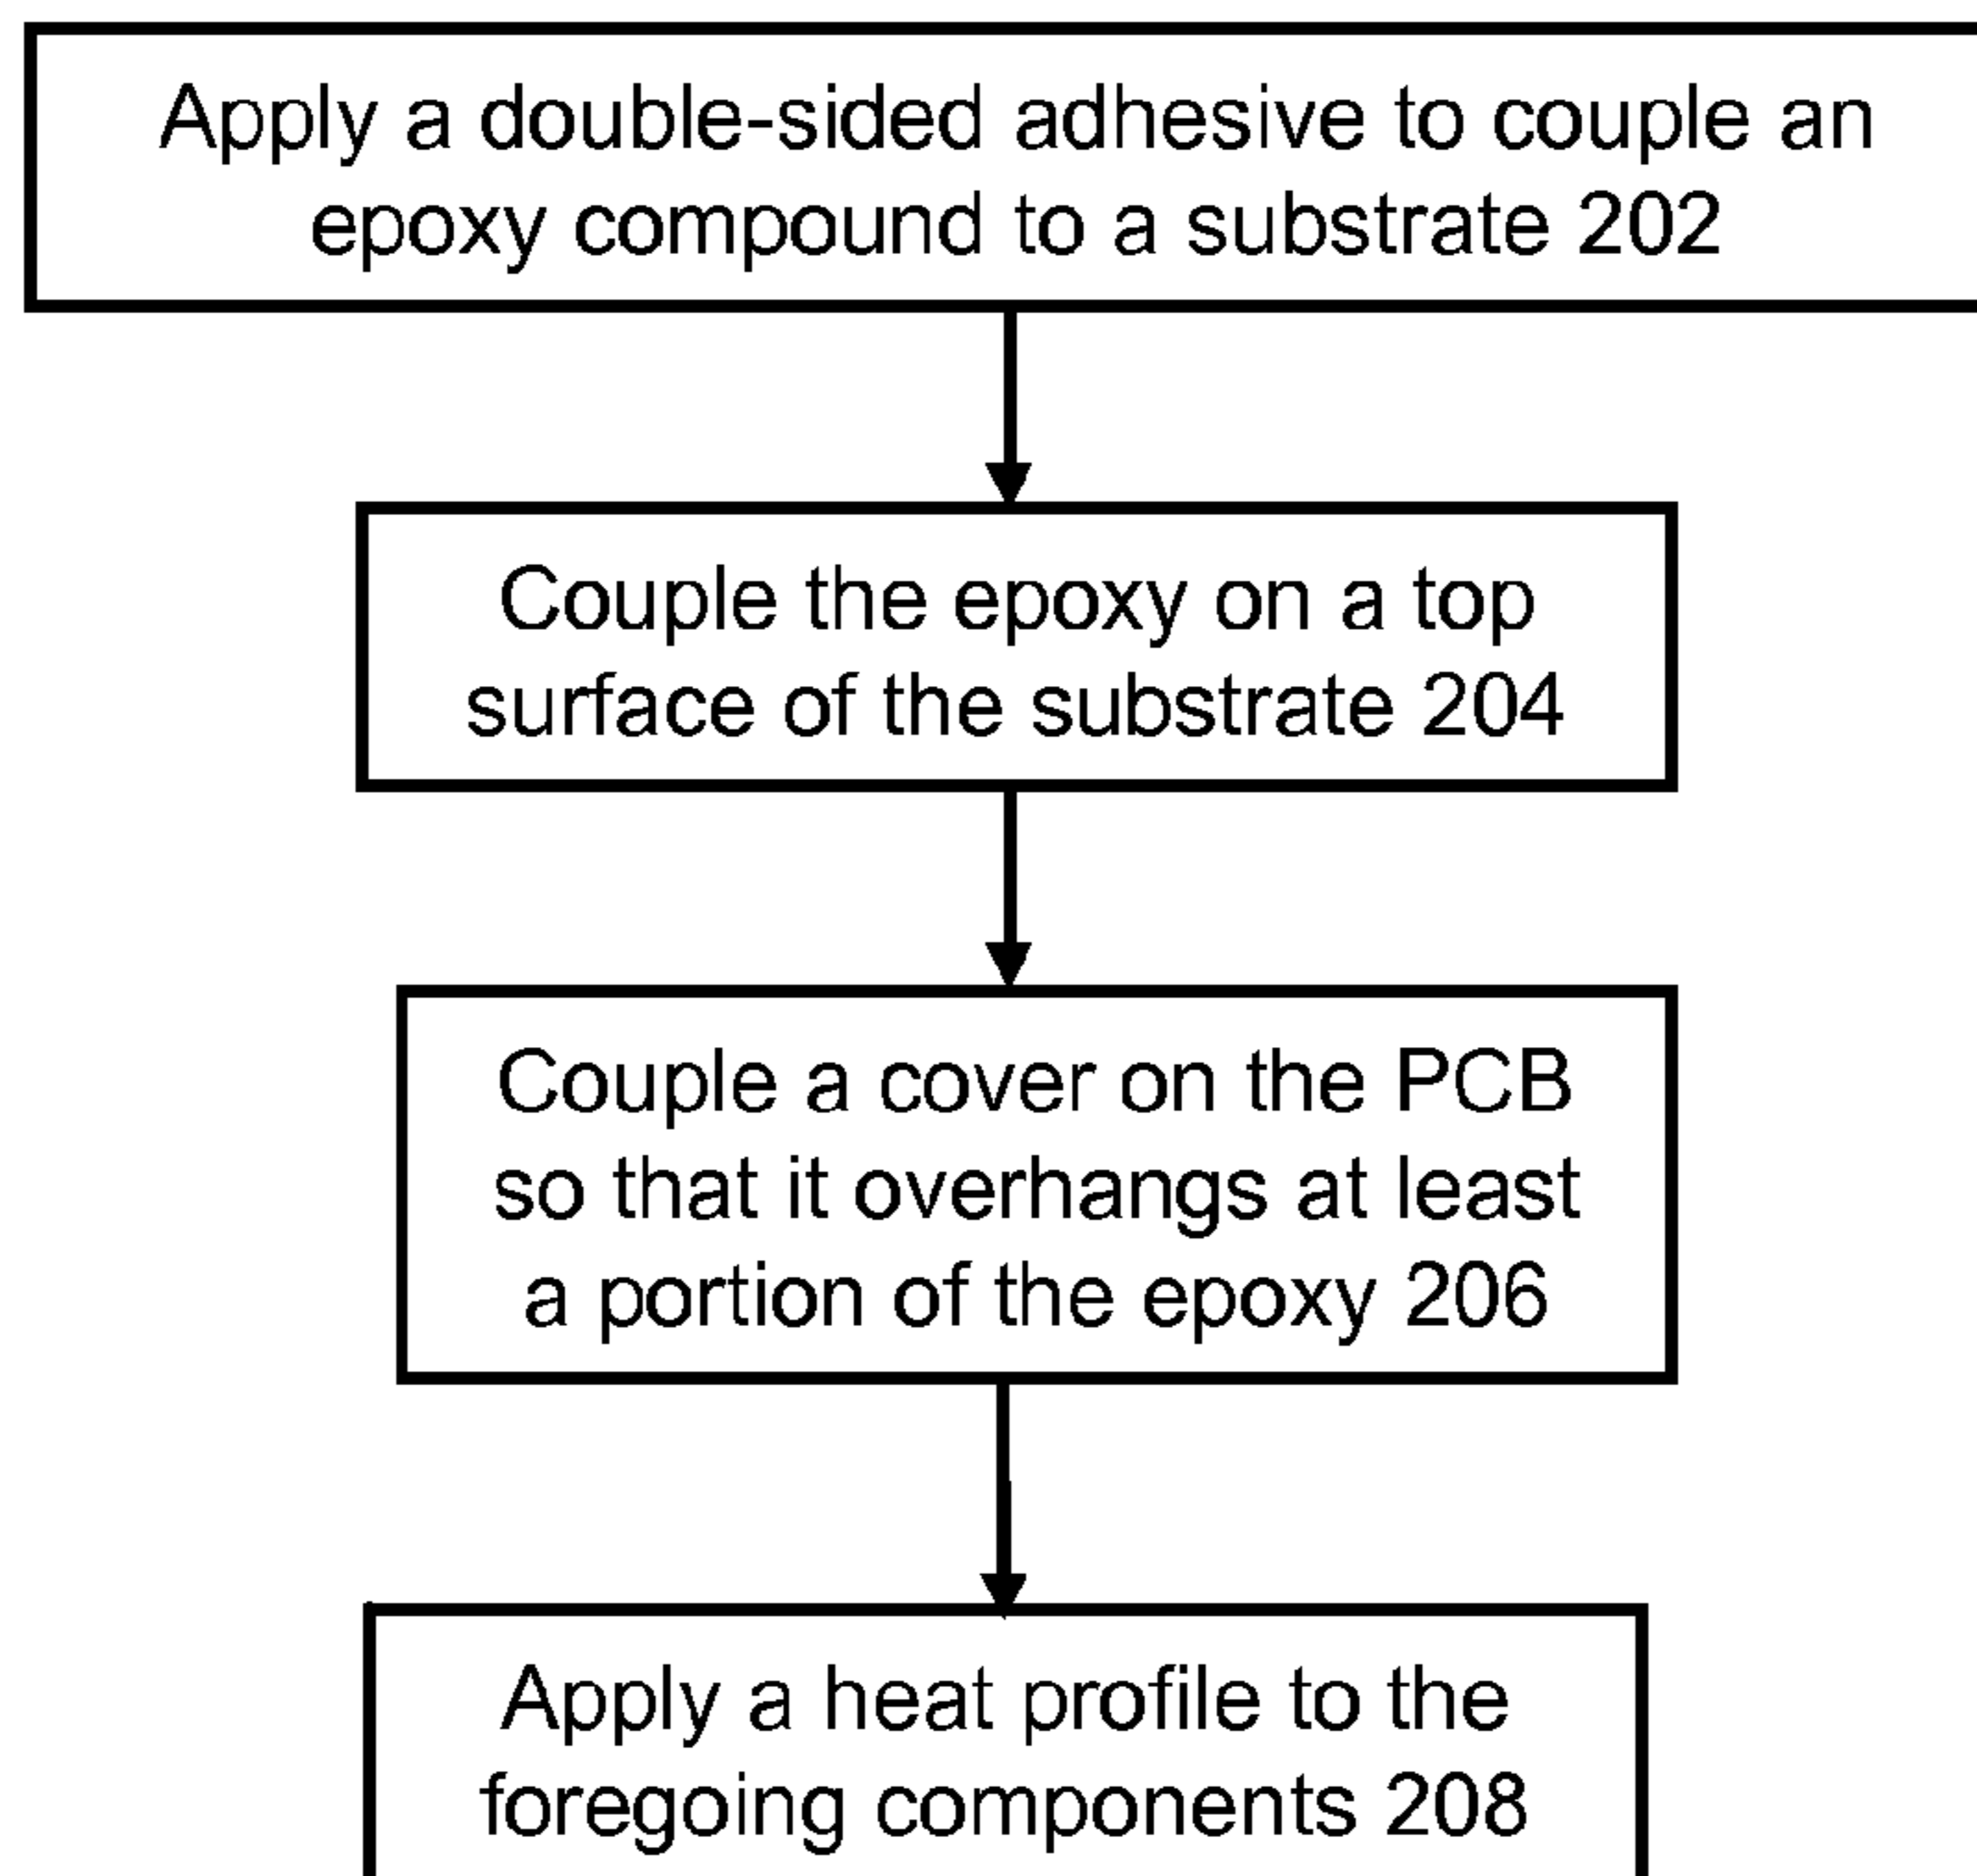 Apply a double-sided adhesive to couple an
epoxy compound to a substrate 202
Couple the epoxy on a top
surface of the substrate 204
Couple a cover on the PCB
so that it overhangs at least
a portion of the epoxy 206
Apply a heat profile to the
foregoing components 208